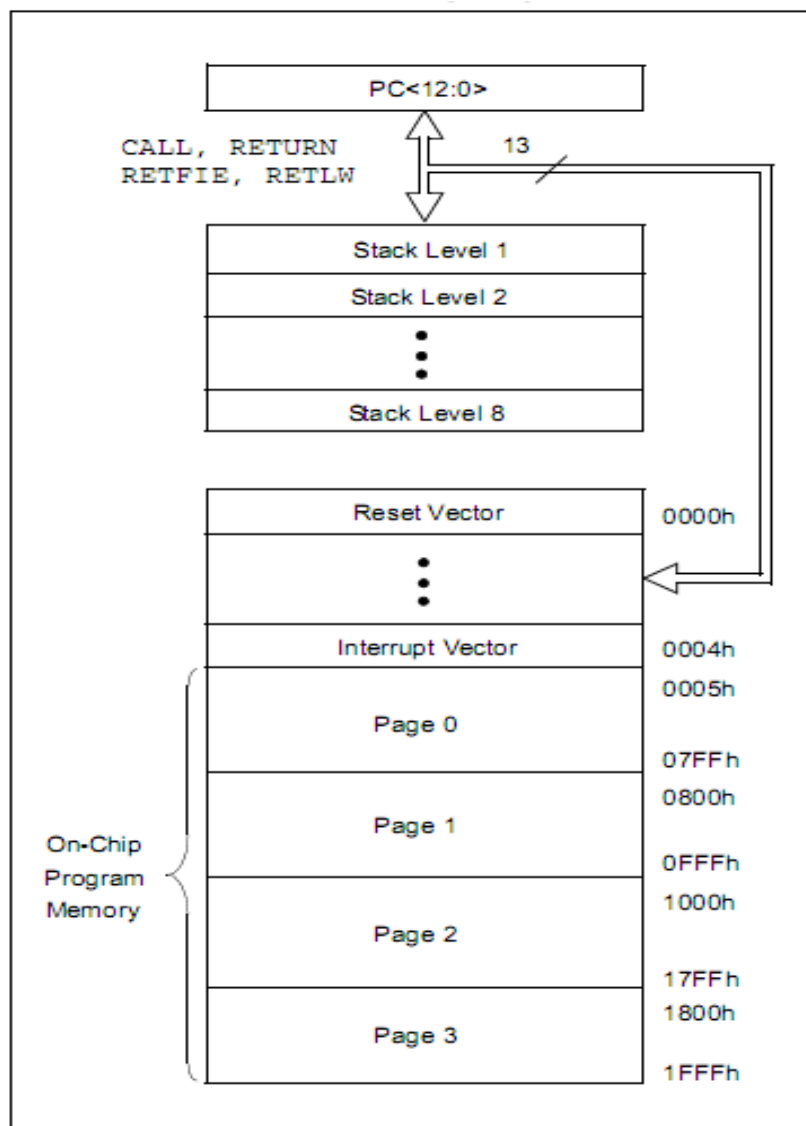 PC<12:0>
CALL, RETURN
RETFIE, RETLW
13
Stack Level 1
Stack Level 2
Stack Level 8
Reset Vector
0000h
Interrupt Vector
0004h
0005h
Page 0
07FFh
0800h
Page 1
0FFFh
On-Chip
Program
Memory
1000h
Page 2
17FFh
1800h
Page 3
1FFFh